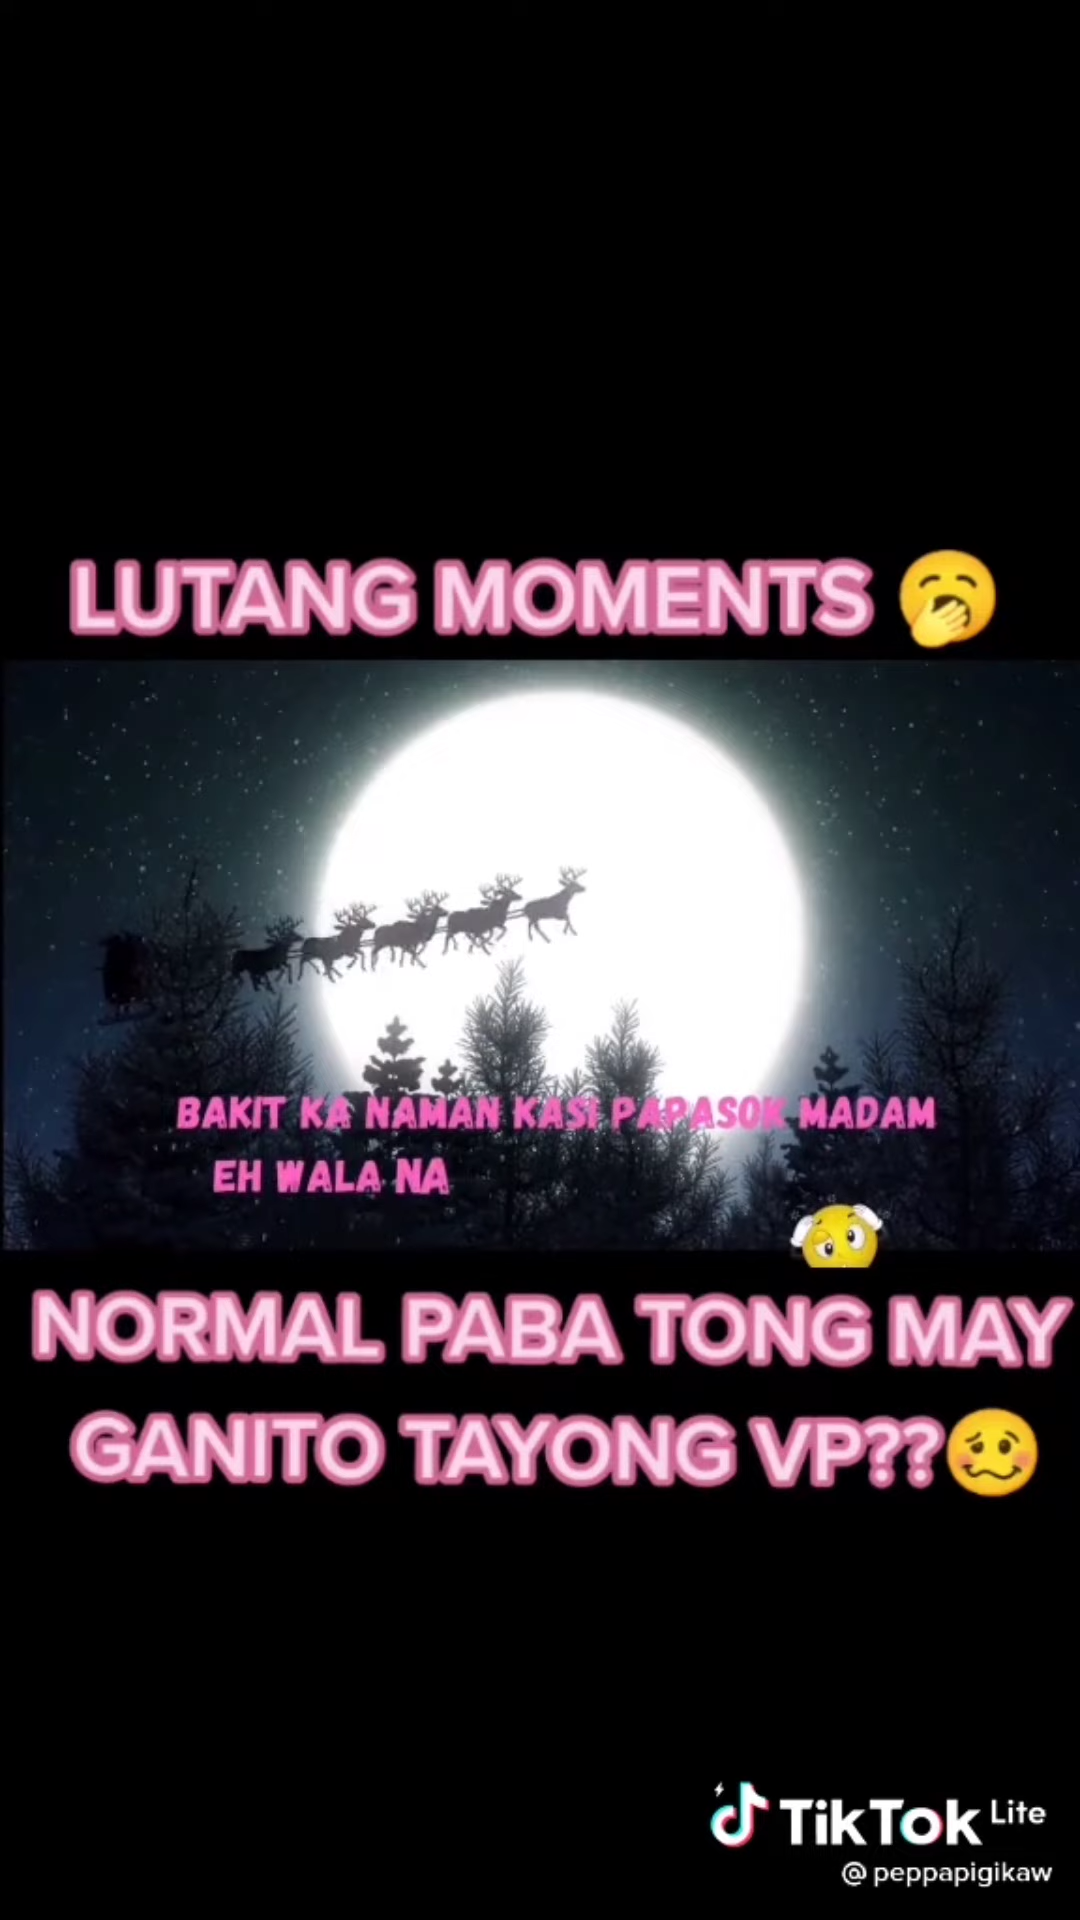 LUTANG MOMENTS 🥱
BAKIT KA NAMAN KASI PAPASOK MADAM
EH WALA NA
NORMAL PABA TONG MAY
GANITO TAYONG VP??🥴
TikTok Lite
@peppapigikaw